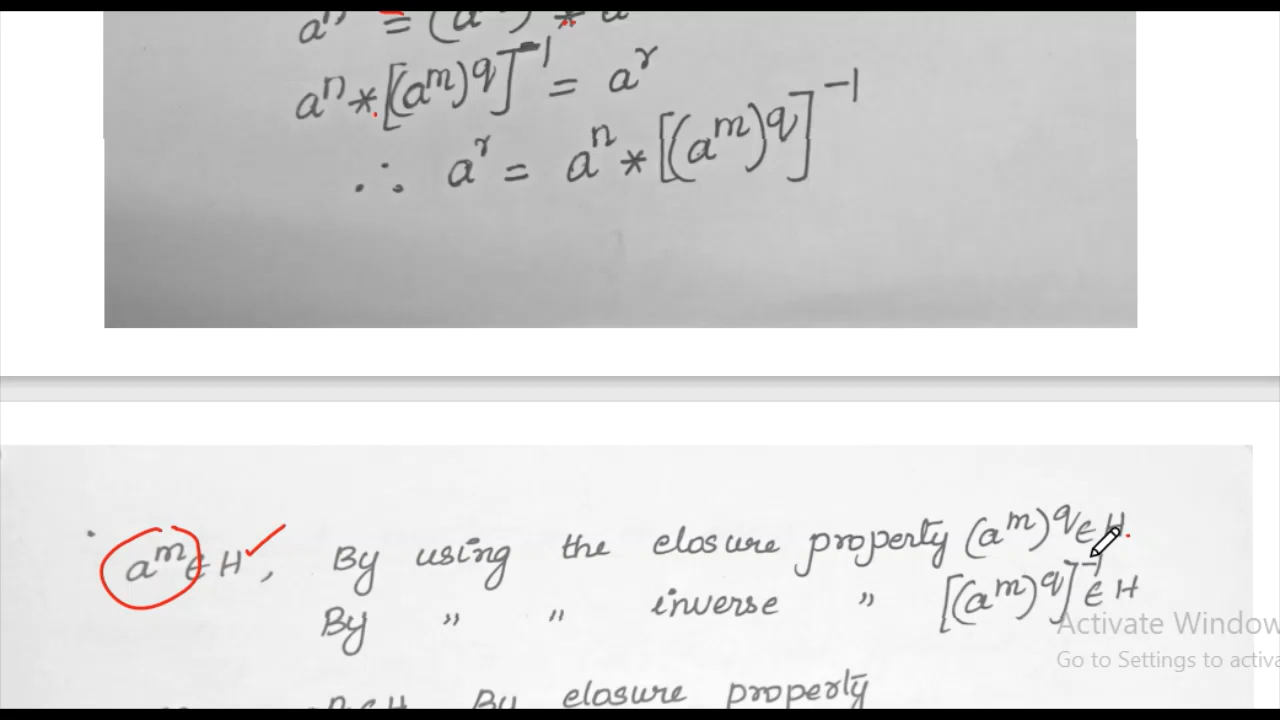 aⁿ = (a
aⁿ * [(aᵐ)^q]⁻¹ = aʳ
∴ aʳ = aⁿ * [(aᵐ)^q]⁻¹
aᵐ ∈ H, By using the closure property (aᵐ)^q ∈ H.
By " " inverse " [(aᵐ)^q]⁻¹ ∈ H
Activate Window
Go to Settings to activa
By closure property